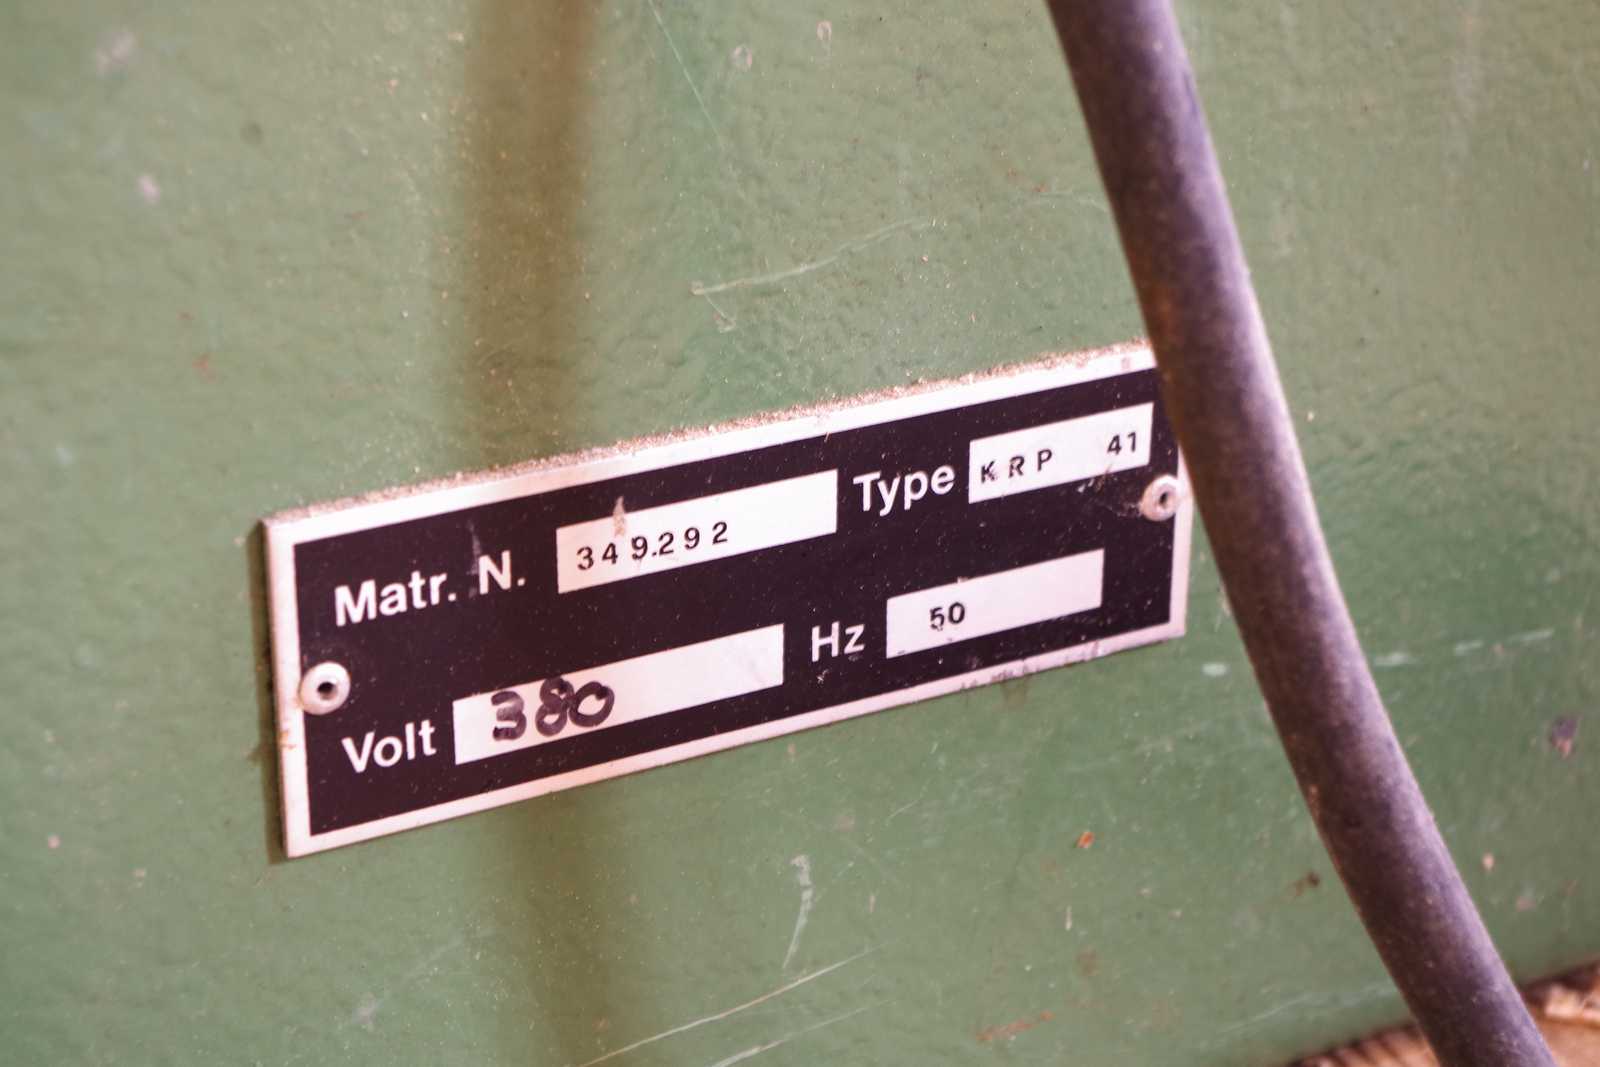 Matr. N. 349.292 Type KRP 41
Volt 380 Hz 50